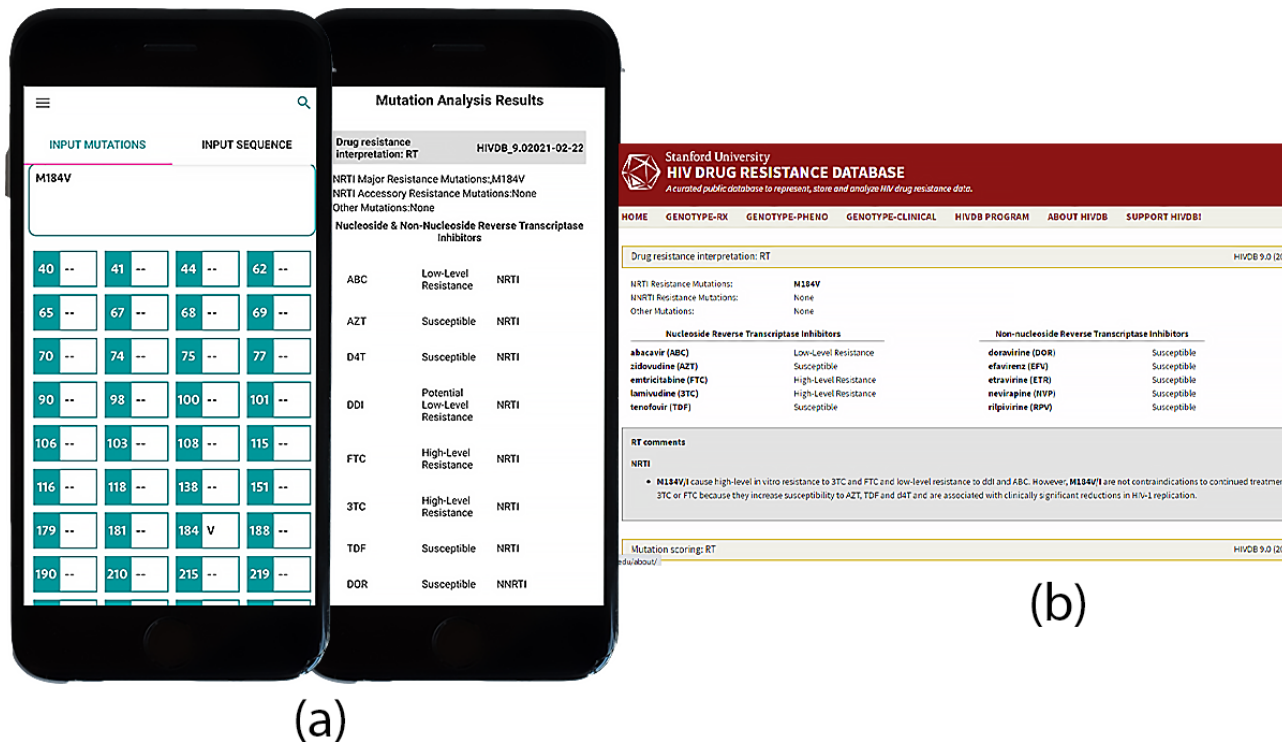 INPUT MUTATIONS INPUT SEQUENCE
M184V
40 -- 41 -- 44 -- 62 --
65 -- 67 -- 68 -- 69 --
70 -- 74 -- 75 -- 77 --
90 -- 98 -- 100 -- 101 --
106 -- 103 -- 108 -- 115 --
116 -- 118 -- 138 -- 151 --
179 -- 181 -- 184 V 188 --
190 -- 210 -- 215 -- 219 --
Mutation Analysis Results
Drug resistance
interpretation: RT HIVDB_9.02021-02-22
NRTI Major Resistance Mutations:,M184V
NRTI Accessory Resistance Mutations:None
Other Mutations:None
Nucleoside & Non-Nucleoside Reverse Transcriptase
Inhibitors
ABC Low-Level Resistance NRTI
AZT Susceptible NRTI
D4T Susceptible NRTI
DDI Potential Low-Level Resistance NRTI
FTC High-Level Resistance NRTI
3TC High-Level Resistance NRTI
TDF Susceptible NRTI
DOR Susceptible NNRTI
(a)
Stanford University
HIV DRUG RESISTANCE DATABASE
A curated public database to represent, store and analyze HIV drug resistance data.
HOME GENOTYPE-RX GENOTYPE-PHENO GENOTYPE-CLINICAL HIVDB PROGRAM ABOUT HIVDB SUPPORT HIVDB!
Drug resistance interpretation: RT HIVDB 9.0 (20
NRTI Resistance Mutations: M184V
NNRTI Resistance Mutations: None
Other Mutations: None
Nucleoside Reverse Transcriptase Inhibitors Non-nucleoside Reverse Transcriptase Inhibitors
abacavir (ABC) Low-Level Resistance doravirine (DOR) Susceptible
zidovudine (AZT) Susceptible efavirenz (EFV) Susceptible
emtricitabine (FTC) High-Level Resistance etravirine (ETR) Susceptible
lamivudine (3TC) High-Level Resistance nevirapine (NVP) Susceptible
tenofovir (TDF) Susceptible rilpivirine (RPV) Susceptible
RT comments
NRTI
• M184V/I cause high-level in vitro resistance to 3TC and FTC and low-level resistance to ddI and ABC. However, M184V/I are not contraindications to continued treatmen
3TC or FTC because they increase susceptibility to AZT, TDF and d4T and are associated with clinically significant reductions in HIV-1 replication.
Mutation scoring: RT HIVDB 9.0 (20
edu/about/
(b)